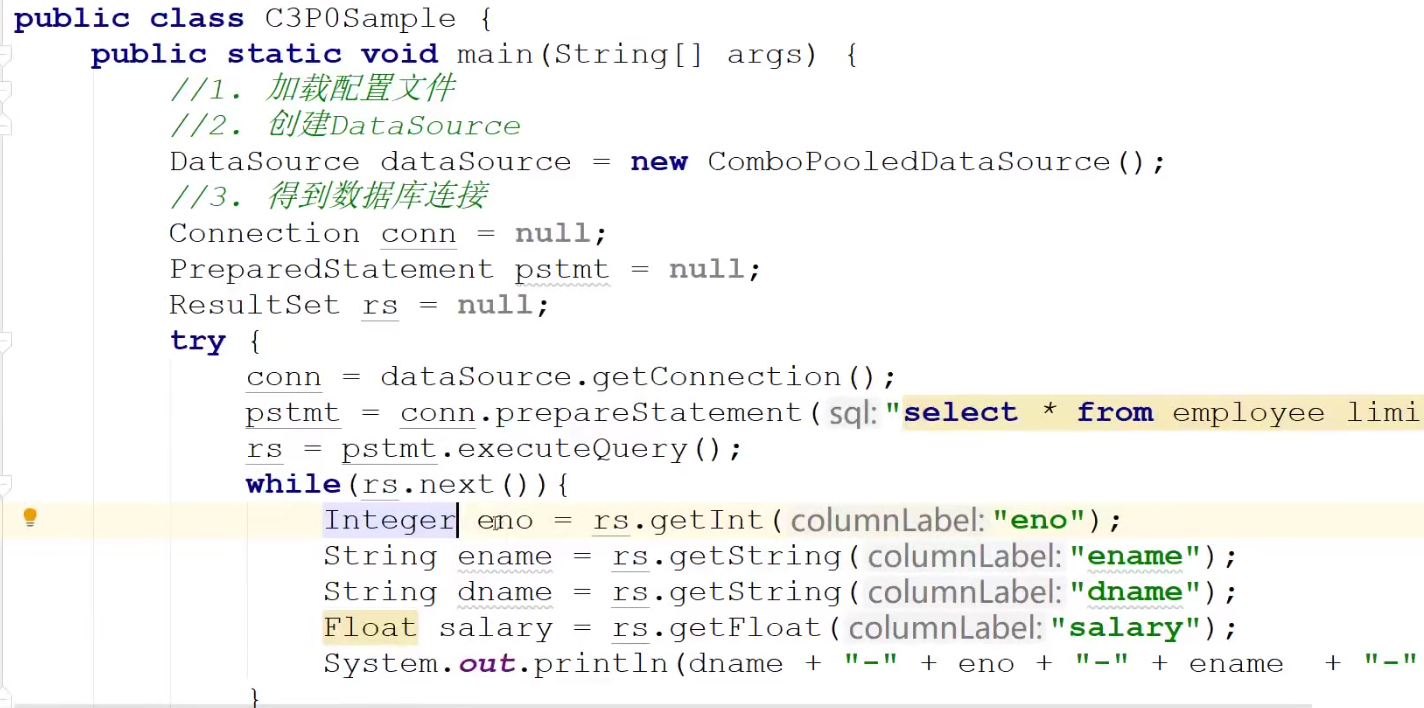 public class C3P0Sample {
public static void main(String[] args) {
//1. 加载配置文件
//2. 创建DataSource
DataSource dataSource = new ComboPooledDataSource();
//3. 得到数据库连接
Connection conn = null;
PreparedStatement pstmt = null;
ResultSet rs = null;
try {
conn = dataSource.getConnection();
pstmt = conn.prepareStatement( sql: "select * from employee limi
rs = pstmt.executeQuery();
while(rs.next()){
Integer eno = rs.getInt( columnLabel: "eno");
String ename = rs.getString( columnLabel: "ename");
String dname = rs.getString( columnLabel: "dname");
Float salary = rs.getFloat( columnLabel: "salary");
System.out.println(dname + "-" + eno + "-" + ename  + "-"
}